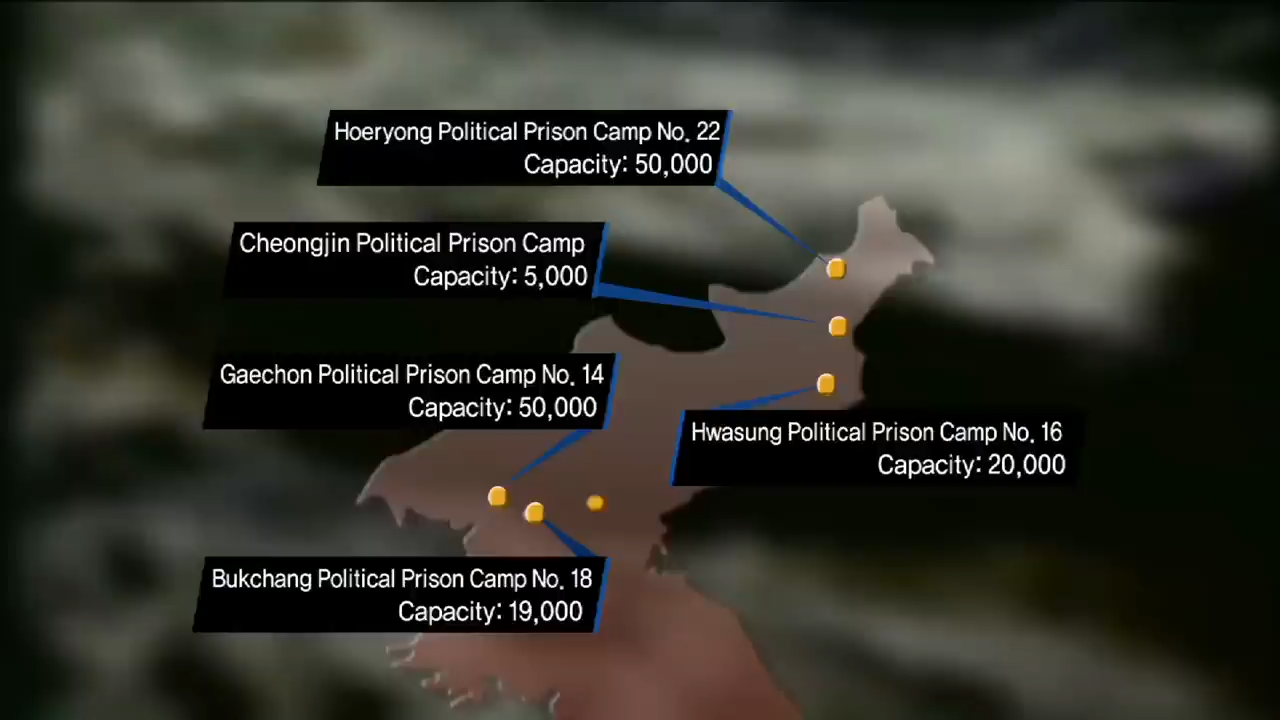 Hoeryong Political Prison Camp No. 22
Capacity: 50,000
Cheongjin Political Prison Camp
Capacity: 5,000
Gaechon Political Prison Camp No. 14
Capacity: 50,000
Hwasung Political Prison Camp No. 16
Capacity: 20,000
Bukchang Political Prison Camp No. 18
Capacity: 19,000